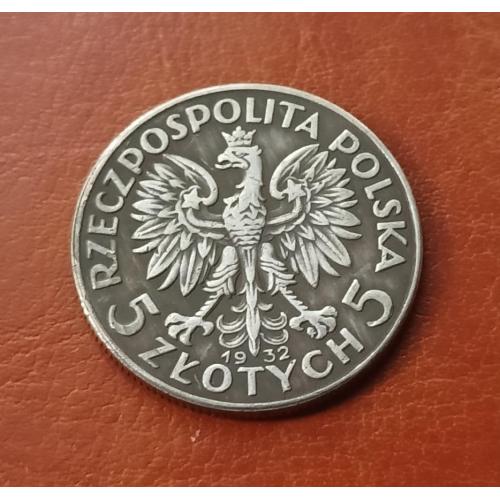 RZECZPOSPOLITA POLSKA
5 ZŁOTYCH 5
1932